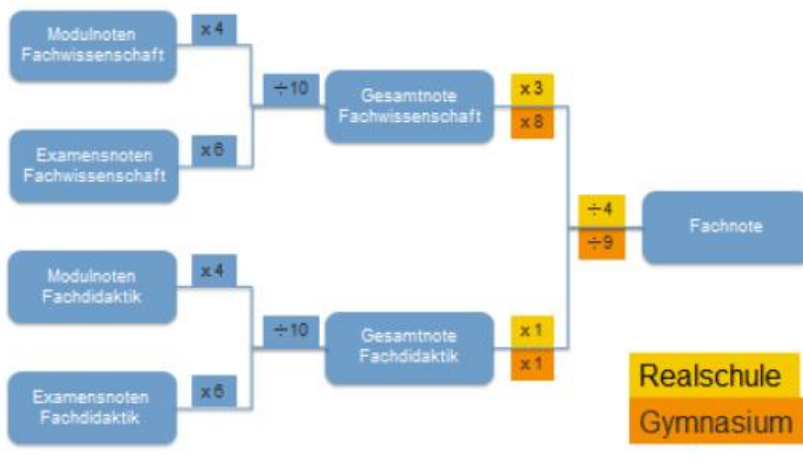 Modulnoten
Fachwissenschaft
x 4
÷10
Gesamtnote
Fachwissenschaft
x 3
x 8
Examensnoten
Fachwissenschaft
x 6
÷4
÷9
Fachnote
Modulnoten
Fachdidaktik
x 4
÷10
Gesamtnote
Fachdidaktik
x 1
x 1
Examensnoten
Fachdidaktik
x 6
Realschule
Gymnasium